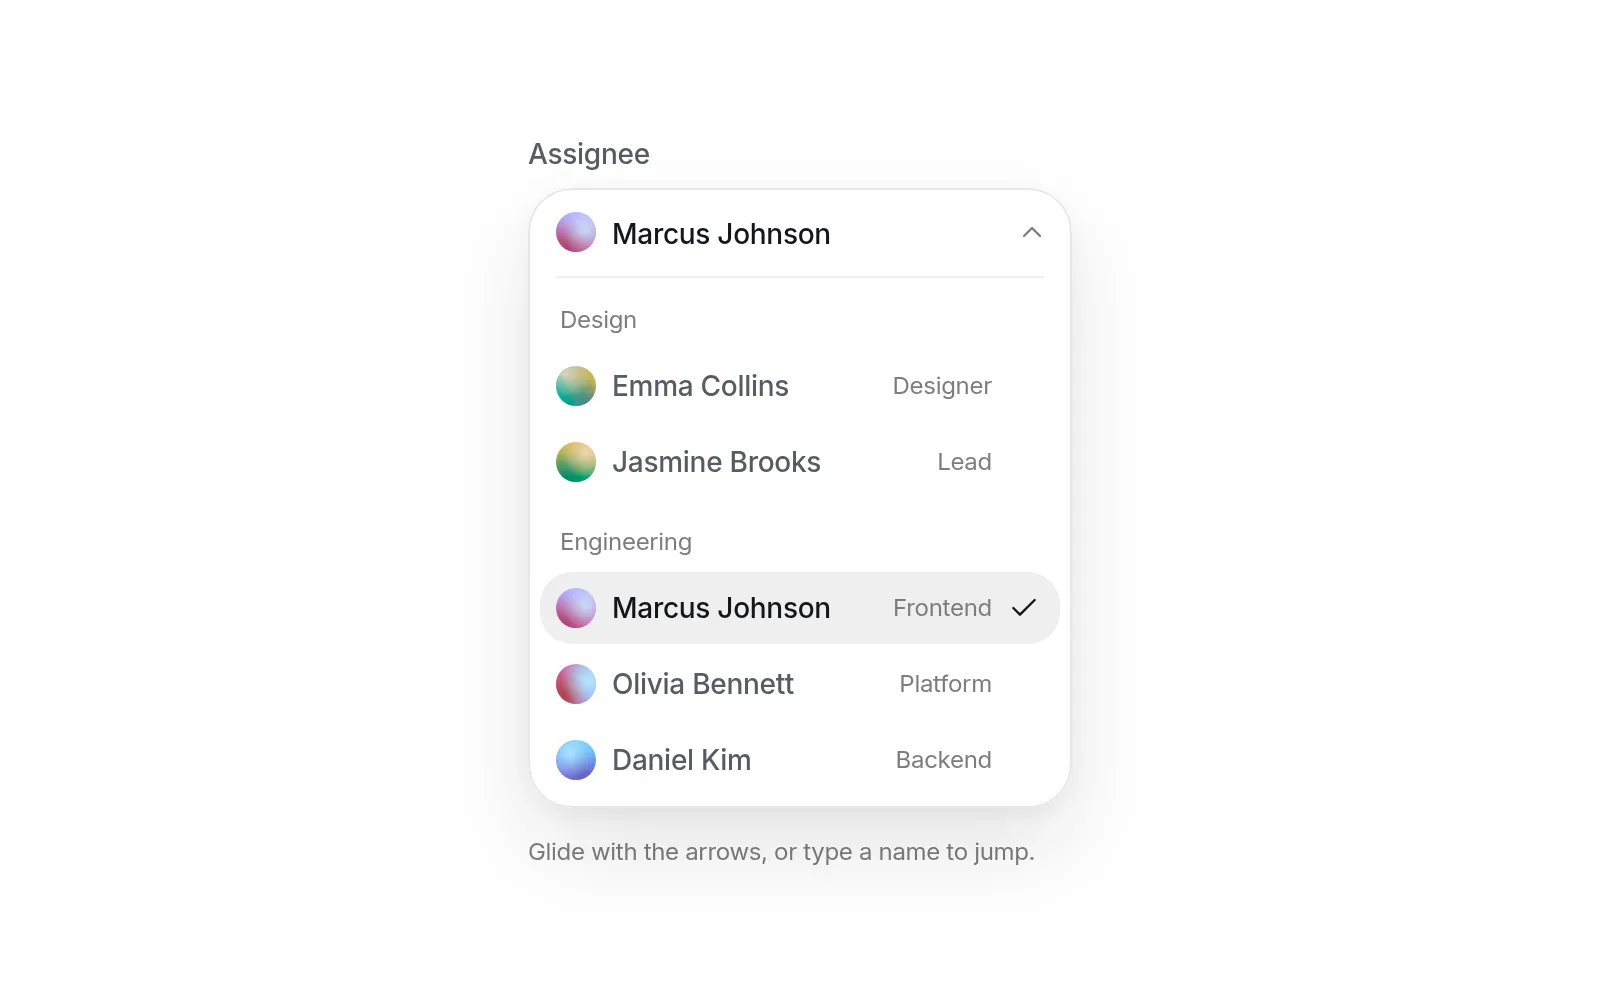 Assignee
Marcus Johnson
Design
Emma Collins Designer
Jasmine Brooks Lead
Engineering
Marcus Johnson Frontend
Olivia Bennett Platform
Daniel Kim Backend
Glide with the arrows, or type a name to jump.